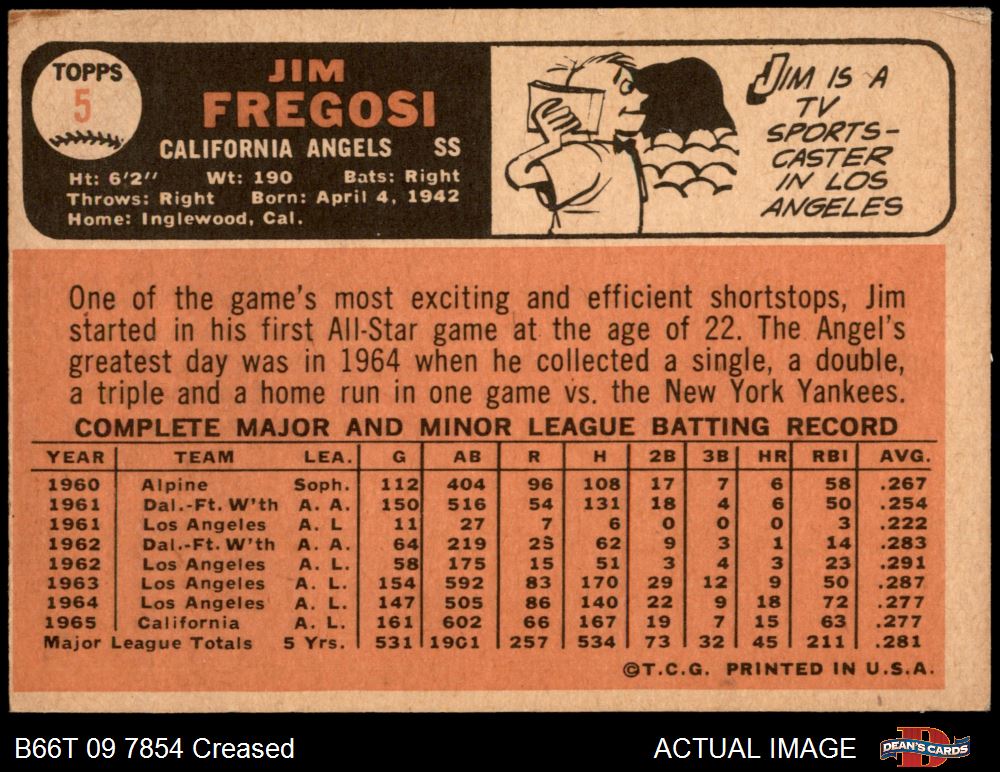 TOPPS
5
JIM
FREGOSI
CALIFORNIA ANGELS SS
Ht: 6'2" Wt: 190 Bats: Right
Throws: Right Born: April 4, 1942
Home: Inglewood, Cal.
JIM IS A
TV
SPORTS-
CASTER
IN LOS
ANGELES
One of the game's most exciting and efficient shortstops, Jim
started in his first All-Star game at the age of 22. The Angel's
greatest day was in 1964 when he collected a single, a double,
a triple and a home run in one game vs. the New York Yankees.
COMPLETE MAJOR AND MINOR LEAGUE BATTING RECORD
YEAR TEAM LEA. G AB R H 2B 3B HR RBI AVG.
1960 Alpine Soph. 112 404 96 108 17 7 6 58 .267
1961 Dal.-Ft. W'th A. A. 150 516 54 131 18 4 6 50 .254
1961 Los Angeles A. L 11 27 7 6 0 0 0 3 .222
1962 Dal.-Ft. W'th A. A. 64 219 25 62 9 3 1 14 .283
1962 Los Angeles A. L. 58 175 15 51 3 4 3 23 .291
1963 Los Angeles A. L. 154 592 83 170 29 12 9 50 .287
1964 Los Angeles A. L. 147 505 86 140 22 9 18 72 .277
1965 California A. L. 161 602 66 167 19 7 15 63 .277
Major League Totals 5 Yrs. 531 1901 257 534 73 32 45 211 .281
©T.C.G. PRINTED IN U.S.A.
B66T 09 7854 Creased ACTUAL IMAGE DEAN'S CARDS